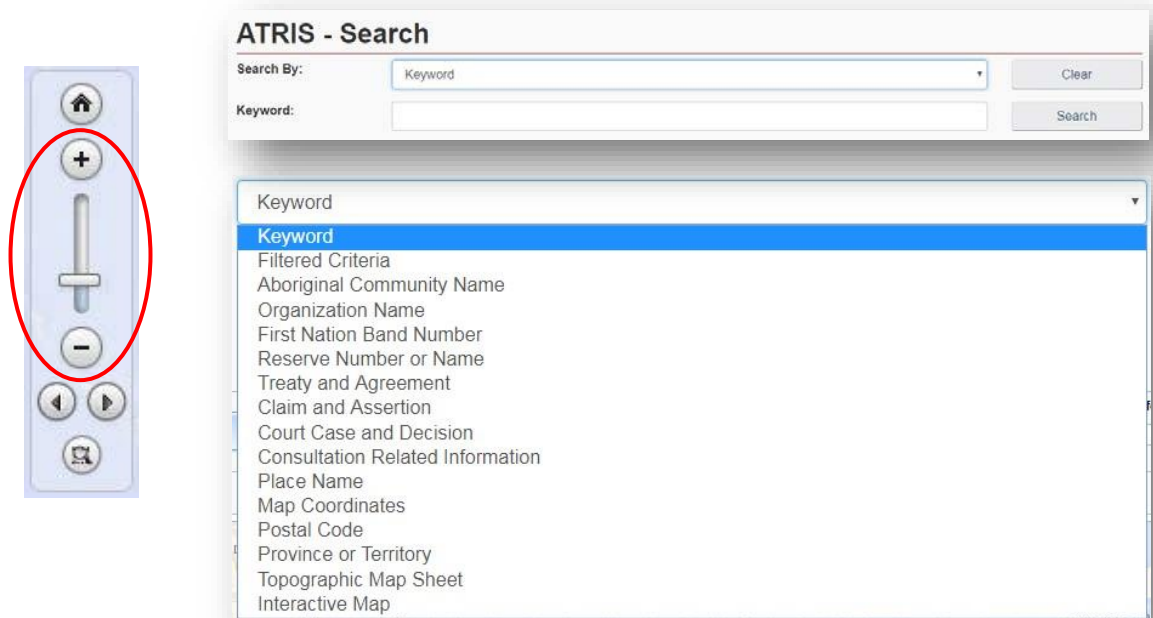 ATRIS - Search
Search By:
Keyword
Clear
Keyword:
Search
Keyword
Keyword
Filtered Criteria
Aboriginal Community Name
Organization Name
First Nation Band Number
Reserve Number or Name
Treaty and Agreement
Claim and Assertion
Court Case and Decision
Consultation Related Information
Place Name
Map Coordinates
Postal Code
Province or Territory
Topographic Map Sheet
Interactive Map